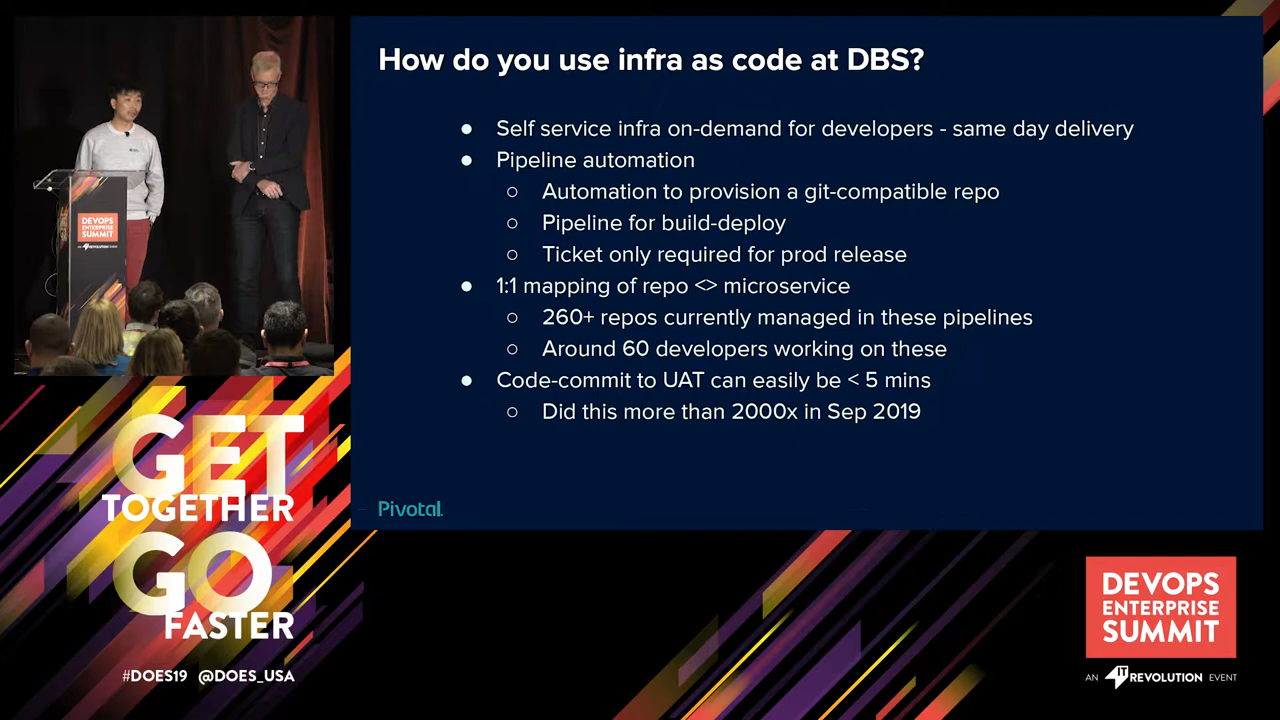 How do you use infra as code at DBS?
● Self service infra on-demand for developers - same day delivery
● Pipeline automation
○ Automation to provision a git-compatible repo
○ Pipeline for build-deploy
○ Ticket only required for prod release
● 1:1 mapping of repo <> microservice
○ 260+ repos currently managed in these pipelines
○ Around 60 developers working on these
● Code-commit to UAT can easily be < 5 mins
○ Did this more than 2000x in Sep 2019
Pivotal.
DEVOPS
ENTERPRISE
SUMMIT
GET
TOGETHER
GO
FASTER
#DOES19 @DOES_USA
DEVOPS
ENTERPRISE
SUMMIT
AN IT REVOLUTION EVENT